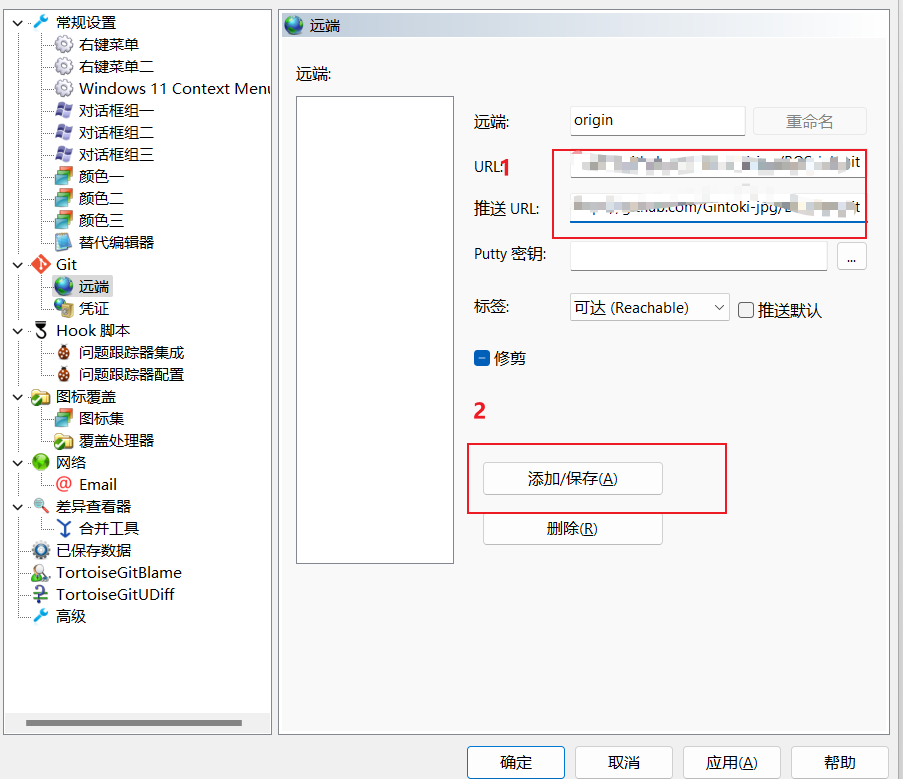 常规设置
右键菜单
右键菜单二
Windows 11 Context Menu
对话框组一
对话框组二
对话框组三
颜色一
颜色二
颜色三
替代编辑器
Git
远端
凭证
Hook 脚本
问题跟踪器集成
问题跟踪器配置
图标覆盖
图标集
覆盖处理器
网络
Email
差异查看器
合并工具
已保存数据
TortoiseGitBlame
TortoiseGitUDiff
高级
远端
远端:
远端: origin 重命名
URL: 1 git
推送 URL: github.com/Gintoki-jpg/ git
Putty 密钥: ...
标签: 可达 (Reachable) 推送默认
修剪
2
添加/保存(A)
删除(R)
确定 取消 应用(A) 帮助